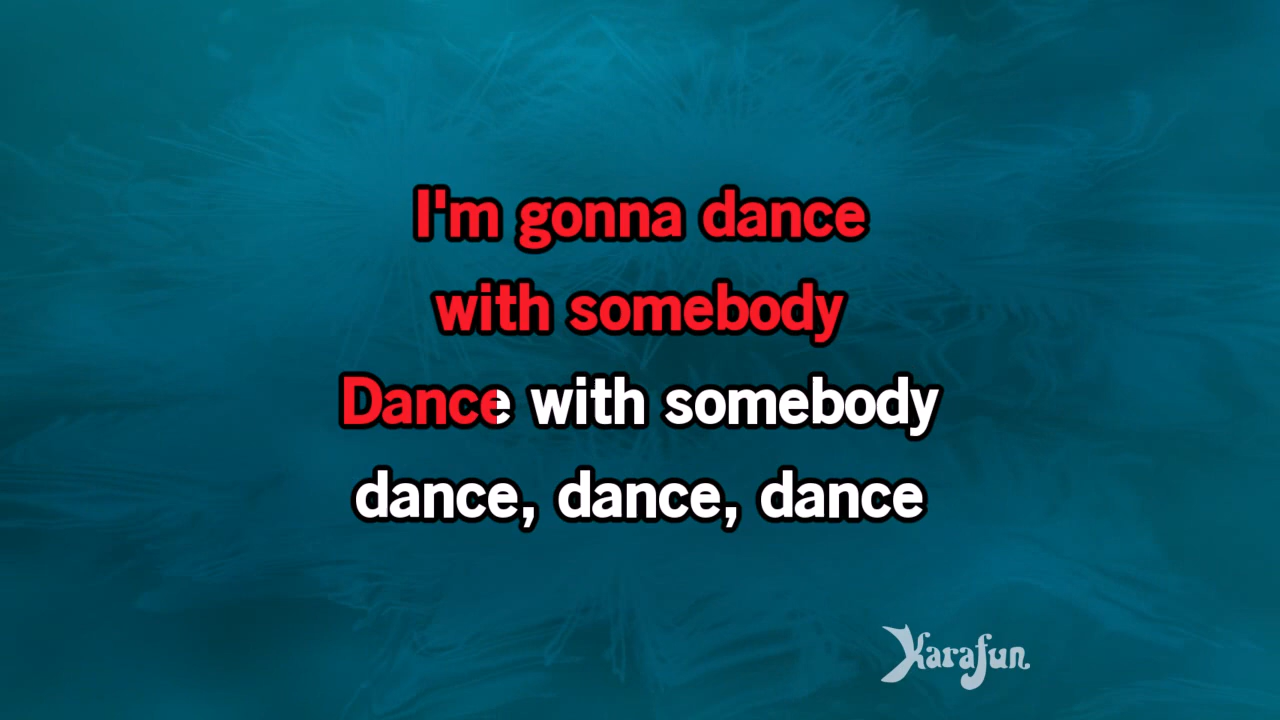 I'm gonna dance
with somebody
Dance with somebody
dance, dance, dance
Karafun